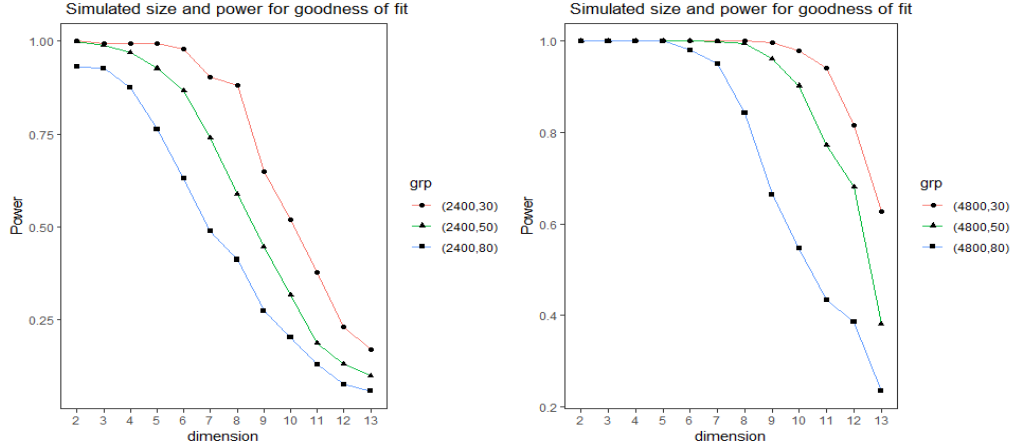 Simulated size and power for goodness of fit
1.00
0.75
0.50
0.25
Power
2 3 4 5 6 7 8 9 10 11 12 13
dimension
grp
(2400,30)
(2400,50)
(2400,80)
Simulated size and power for goodness of fit
1.0
0.8
0.6
0.4
0.2
Power
2 3 4 5 6 7 8 9 10 11 12 13
dimension
grp
(4800,30)
(4800,50)
(4800,80)